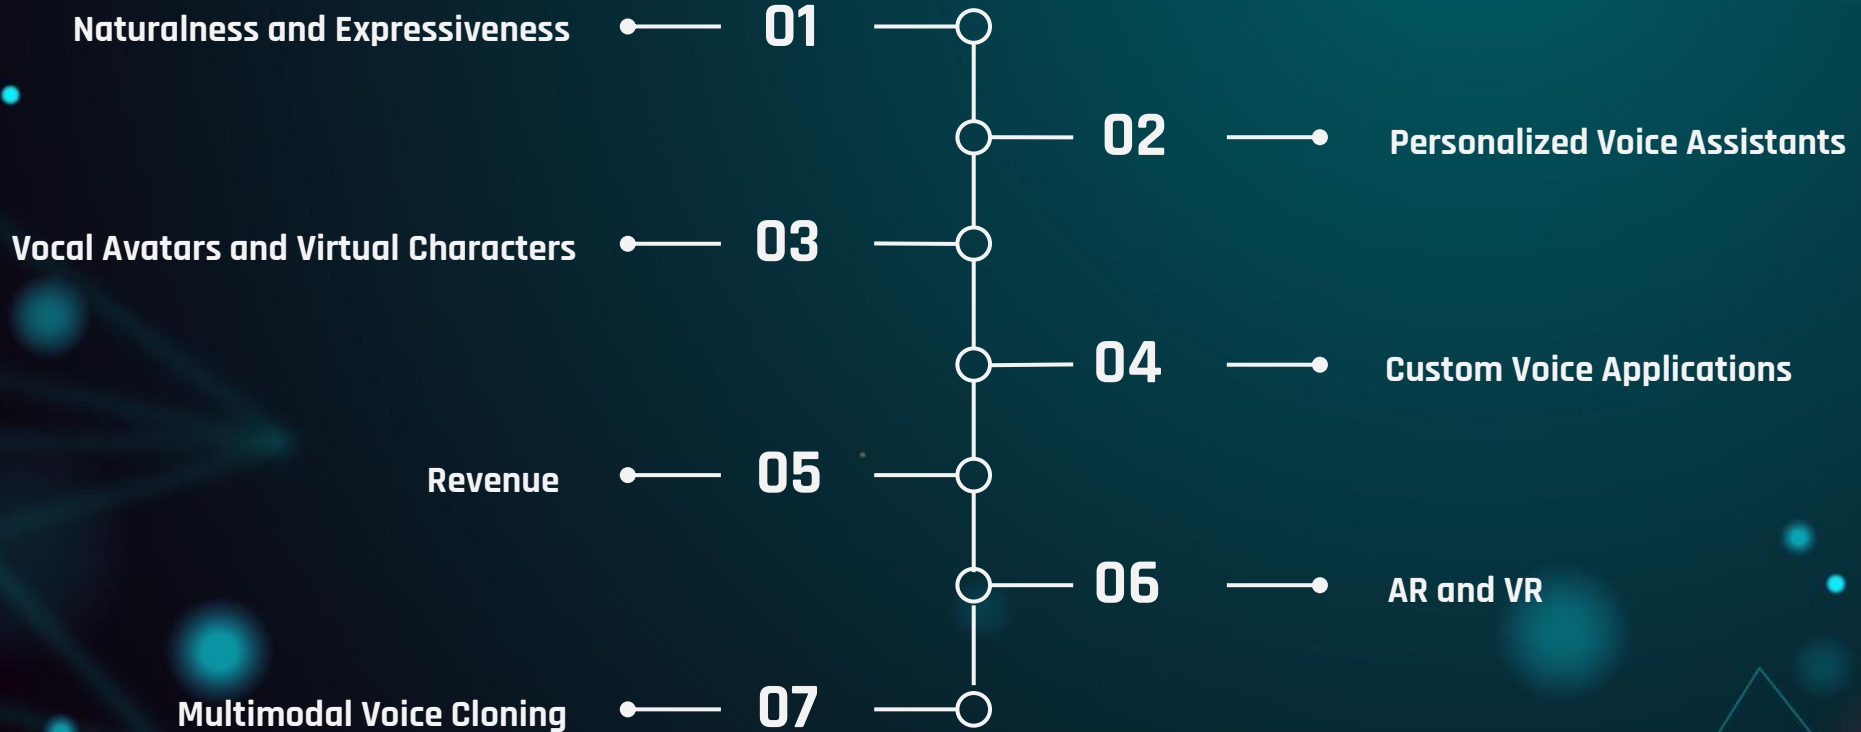 Naturalness and Expressiveness 01
02 Personalized Voice Assistants
Vocal Avatars and Virtual Characters 03
04 Custom Voice Applications
Revenue 05
06 AR and VR
Multimodal Voice Cloning 07